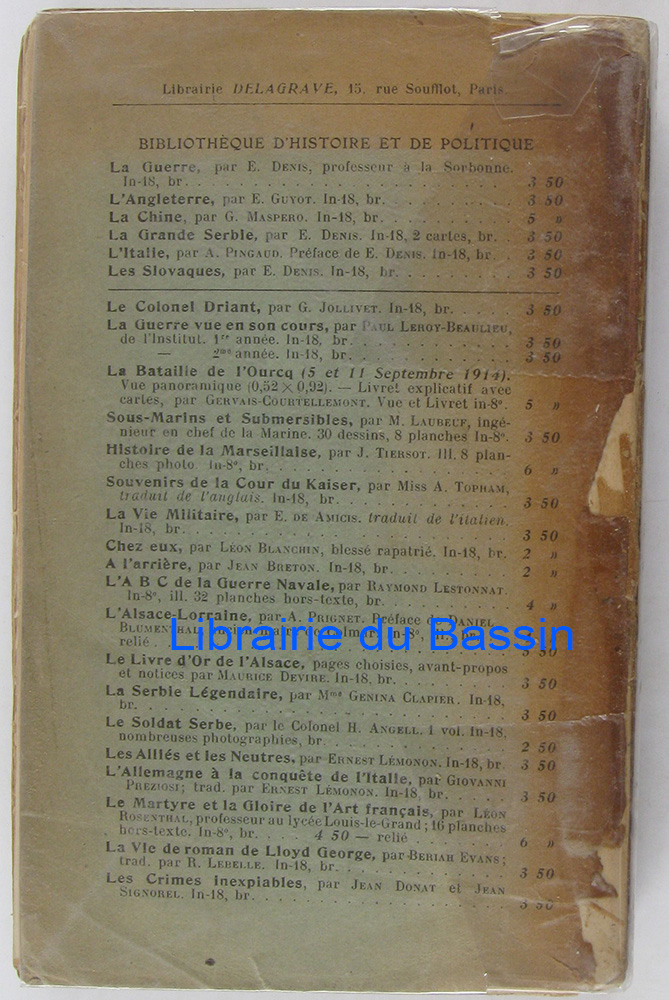 Librairie DELAGRAVE, 15, rue Soufflot, Paris.
BIBLIOTHÈQUE D'HISTOIRE ET DE POLITIQUE
La Guerre, par E. DENIS, professeur à la Sorbonne.
In-18, br. . . . 3 50
L'Angleterre, par E. GUYOT. In-18, br. . . . 3 50
La Chine, par G. MASPERO. In-18, br. . . . 5 »
La Grande Serbie, par E. DENIS. In-18, 2 cartes, br. . 3 50
L'Italie, par A. PINGAUD. Préface de E. DENIS. In-18, br. . 3 50
Les Slovaques, par E. DENIS. In-18, br. . . . 3 50
Le Colonel Driant, par G. JOLLIVET. In-18, br. . . . 3 50
La Guerre vue en son cours, par PAUL LEROY-BEAULIEU,
de l'Institut. 1re année. In-18, br. . . . 3 50
— 2me année. In-18, br. . . . 3 50
La Bataille de l'Ourcq (5 et 11 Septembre 1914).
Vue panoramique (0,52 × 0,92). — Livret explicatif avec
cartes, par GERVAIS-COURTELLEMONT. Vue et Livret in-8°. 5 »
Sous-Marins et Submersibles, par M. LAUBEUF, ingé-
nieur en chef de la Marine. 30 dessins, 8 planches In-8°. 3 50
Histoire de la Marseillaise, par J. TIERSOT. Ill. 8 plan-
ches photo. In-8°, br. . . . 6 »
Souvenirs de la Cour du Kaiser, par Miss A. TOPHAM,
traduit de l'anglais. In-18, br. . . . 3 50
La Vie Militaire, par E. DE AMICIS. traduit de l'italien.
In-18, br. . . . 3 50
Chez eux, par LÉON BLANCHIN, blessé rapatrié. In-18, br. 2 »
A l'arrière, par JEAN BRETON. In-18, br. . . . 2 »
L'A B C de la Guerre Navale, par RAYMOND LESTONNAT.
In-8°, ill. 32 planches hors-texte, br. . . . 4 »
L'Alsace-Lorraine, par A. PRIGNET. Préface de DANIEL
BLUMENTHAL
Librairie du Bassin
relié . . . 3 50
Le Livre d'Or de l'Alsace, pages choisies, avant-propos
et notices par MAURICE DEVIRE. In-18, br. . . . 3 50
La Serbie Légendaire, par Mme GENINA CLAPIER. In-18,
br. . . . 3 50
Le Soldat Serbe, par le Colonel H. ANGELL. 1 vol. In-18,
nombreuses photographies, br. . . . 2 50
Les Alliés et les Neutres, par ERNEST LÉMONON. In-18, br. 3 50
L'Allemagne à la conquête de l'Italie, par GIOVANNI
PREZIOSI; trad. par ERNEST LÉMONON. In-18, br. . . . 3 50
Le Martyre et la Gloire de l'Art français, par LÉON
ROSENTHAL, professeur au lycée Louis-le-Grand; 16 planches
hors-texte. In-8°, br. . . . 4 50 — relié . . . 6 »
La Vie de roman de Lloyd George, par BERIAH EVANS;
trad. par R. LEBELLE. In-18, br. . . . 3 50
Les Crimes inexpiables, par JEAN DONAT et JEAN
SIGNOREL. In-18, br. . . . 3 50